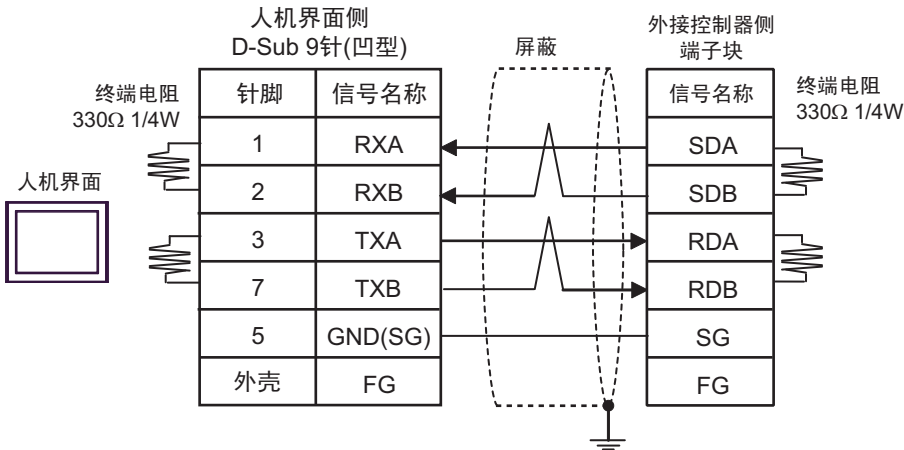 人机界面侧
D-Sub 9针(凹型)
屏蔽
外接控制器侧
端子块
终端电阻
330Ω 1/4W
针脚 信号名称
信号名称
终端电阻
330Ω 1/4W
1 RXA SDA
人机界面
2 RXB SDB
3 TXA RDA
7 TXB RDB
5 GND(SG) SG
外壳 FG FG